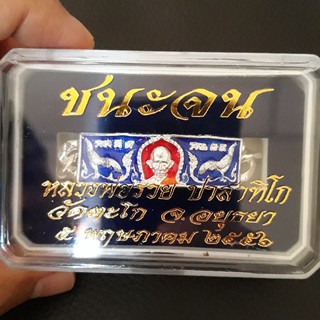 ชนะจน
หลวงพ่อรวย ปาสาทิโก
วัดตะโก จ.อยุธยา
๕ พฤษภาคม ๒๕๕๖